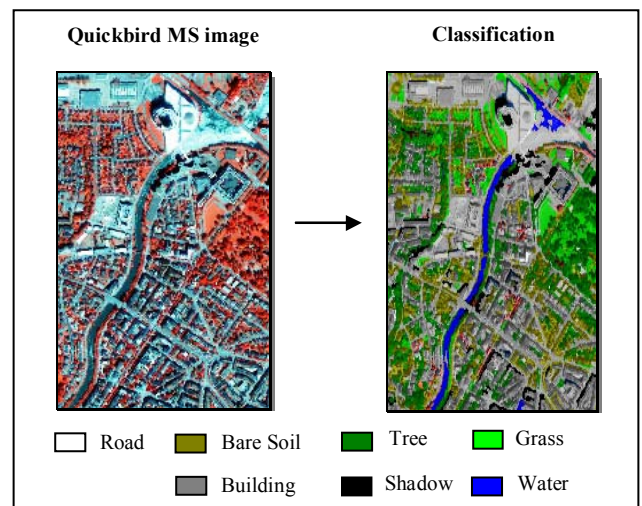 Quickbird MS image Classification
Road Bare Soil Tree Grass
Building Shadow Water